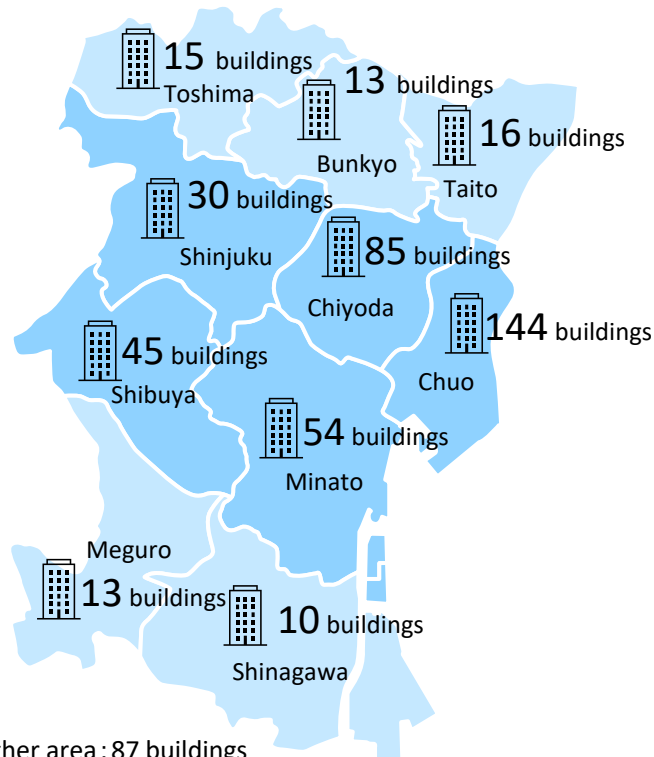 15 buildings
Toshima
13 buildings
Bunkyo
16 buildings
Taito
30 buildings
Shinjuku
85 buildings
Chiyoda
144 buildings
Chuo
45 buildings
Shibuya
54 buildings
Minato
Meguro
13 buildings
10 buildings
Shinagawa
area : 87 buildings